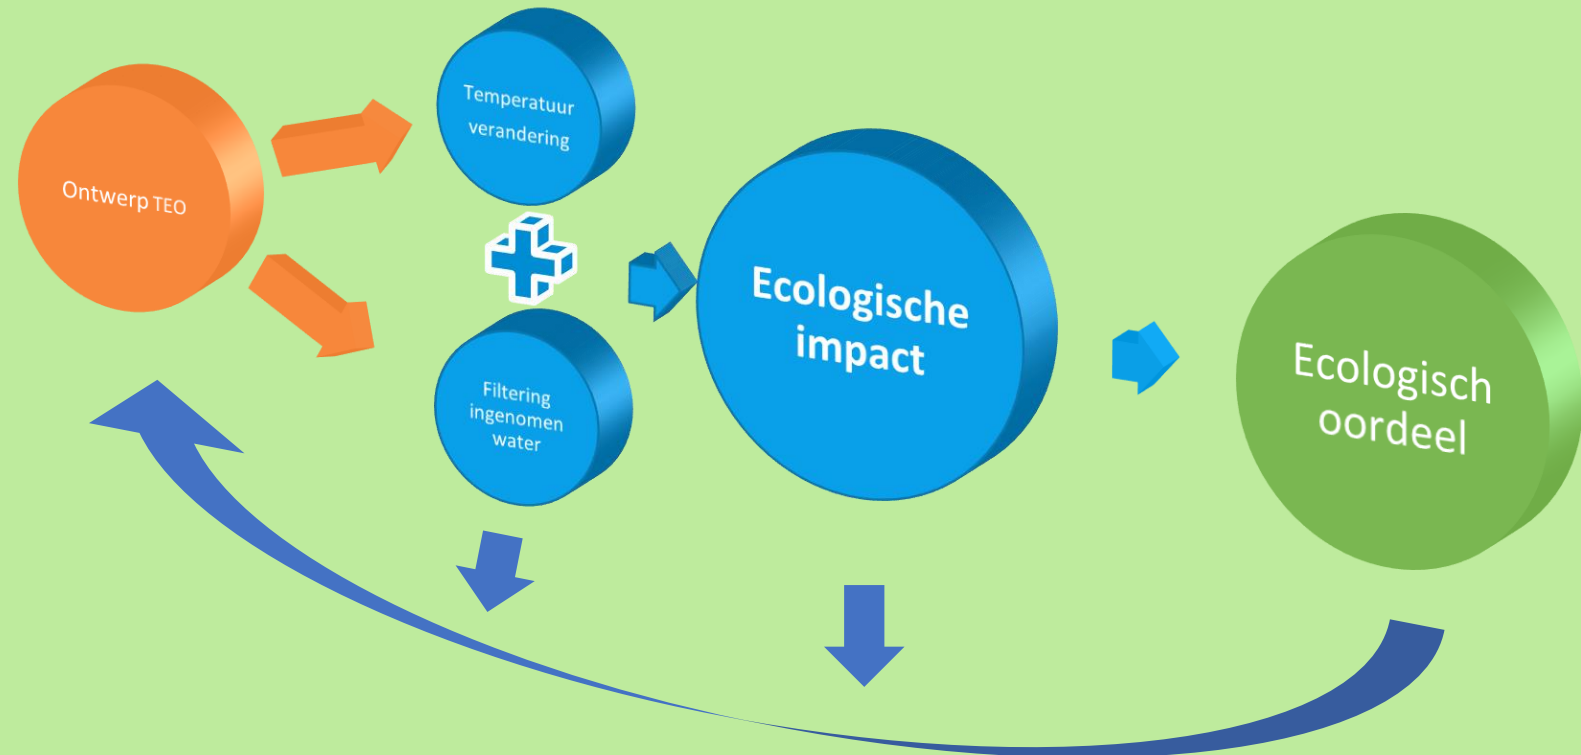 Ontwerp TEO
Temperatuur
verandering
Filtering
ingenomen
water
Ecologische
impact
Ecologisch
oordeel